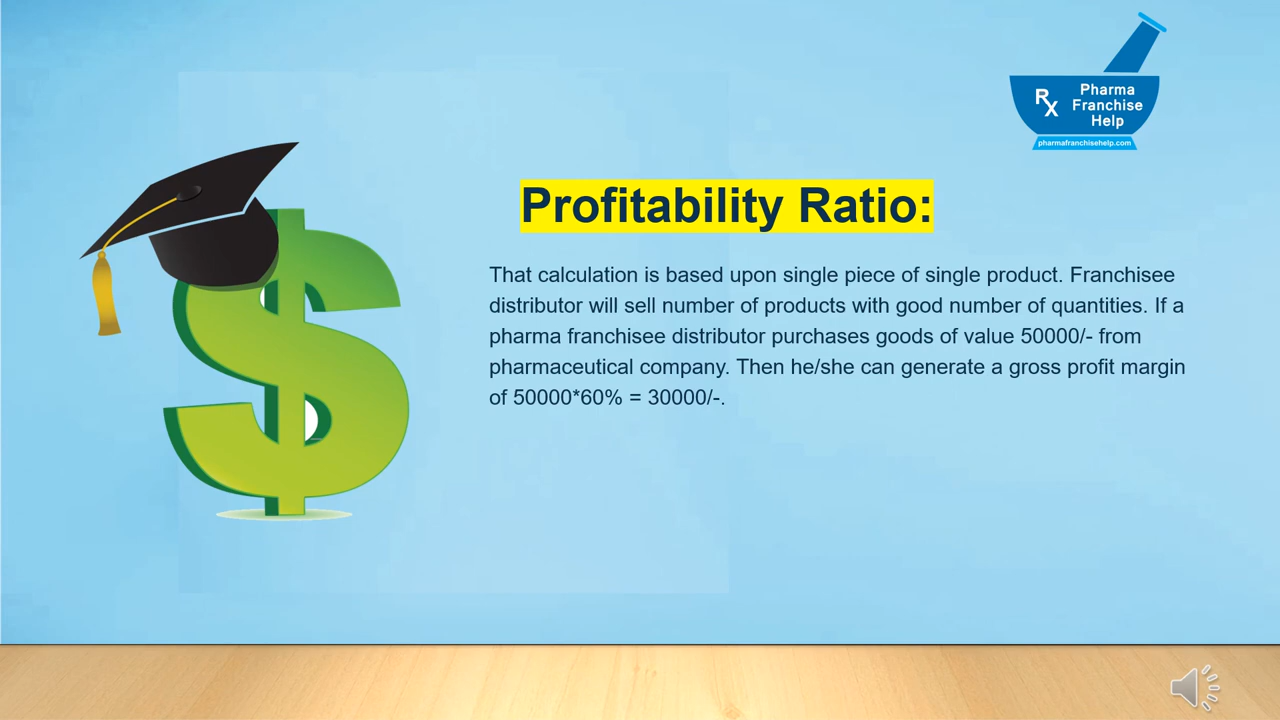 Rx
Pharma
Franchise
Help
pharmafranchisehelp.com
Profitability Ratio:
That calculation is based upon single piece of single product. Franchisee
distributor will sell number of products with good number of quantities. If a
pharma franchisee distributor purchases goods of value 50000/- from
pharmaceutical company. Then he/she can generate a gross profit margin
of 50000*60% = 30000/-.